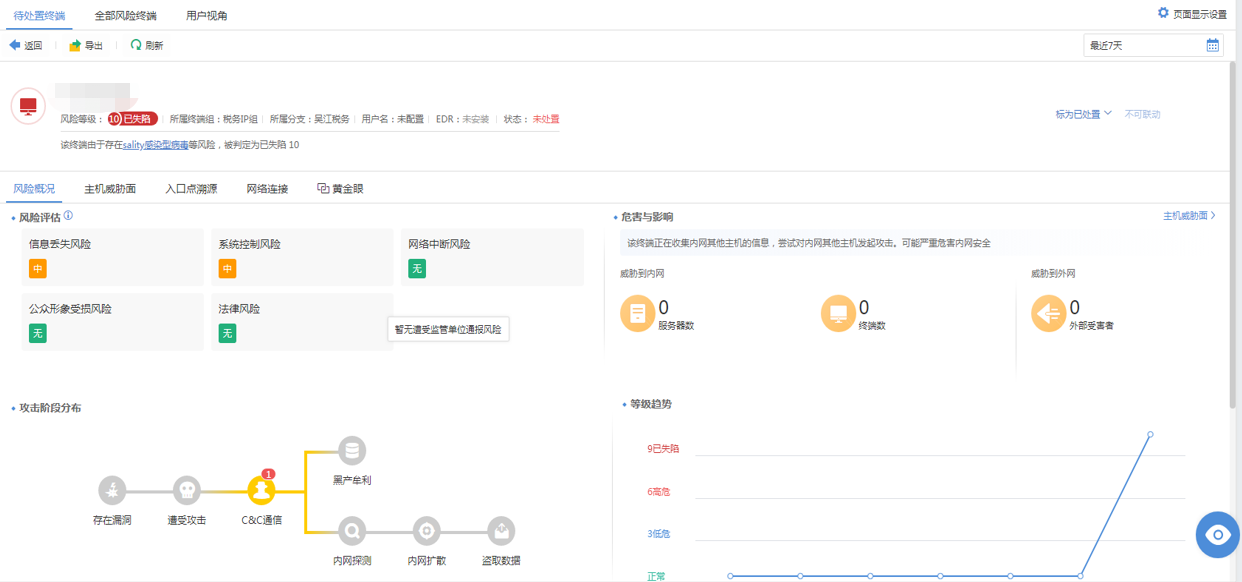 待处置终端 全部风险终端 用户视角 页面显示设置
返回 导出 刷新 最近7天
风险等级： 10 已失陷 所属终端组：税务IP组 所属分支：吴江税务 用户名：未配置 EDR：未安装 状态： 未处置 标为已处置 不可联动
该终端由于存在sality感染型病毒等风险，被判定为已失陷 10
风险概况 主机威胁面 入口点溯源 网络连接 黄金眼
风险评估
信息丢失风险 系统控制风险 网络中断风险
中 中 无
公众形象受损风险 法律风险
无 无
暂无遭受监管单位通报风险
危害与影响 主机威胁面
该终端正在收集内网其他主机的信息，尝试对内网其他主机发起攻击。可能严重危害内网安全
威胁到内网 威胁到外网
0 0 0
服务器数 终端数 外部受害者
攻击阶段分布
1
存在漏洞 遭受攻击 C&C通信 黑产牟利
内网探测 内网扩散 盗取数据
等级趋势
9已失陷
6高危
3低危
正常